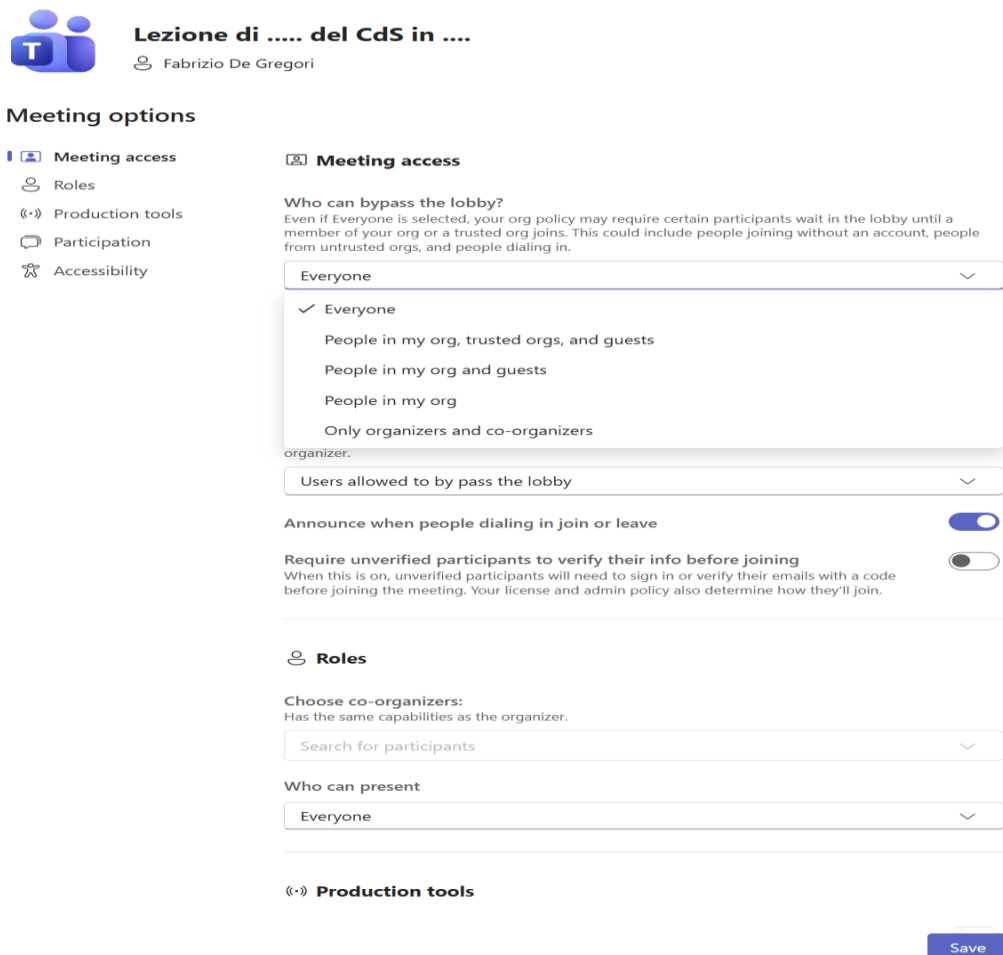 T
Lezione di ..... del CdS in ....
Fabrizio De Gregori
Meeting options
Meeting access
Roles
Production tools
Participation
Accessibility
Meeting access
Who can bypass the lobby?
Even if Everyone is selected, your org policy may require certain participants wait in the lobby until a
member of your org or a trusted org joins. This could include people joining without an account, people
from untrusted orgs, and people dialing in.
Everyone
Everyone
People in my org, trusted orgs, and guests
People in my org and guests
People in my org
Only organizers and co-organizers
organizer.
Users allowed to by pass the lobby
Announce when people dialing in join or leave
Require unverified participants to verify their info before joining
When this is on, unverified participants will need to sign in or verify their emails with a code
before joining the meeting. Your license and admin policy also determine how they'll join.
Roles
Choose co-organizers:
Has the same capabilities as the organizer.
Search for participants
Who can present
Everyone
Production tools
Save